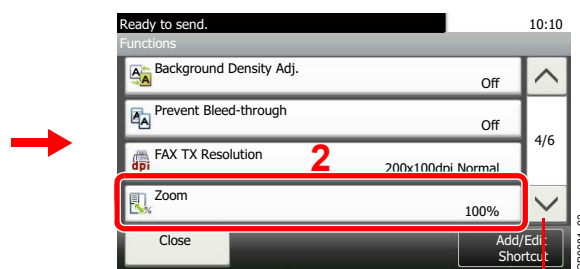 Ready to send. 10:10
Functions
Background Density Adj.
Off
Prevent Bleed-through
Off
4/6
FAX TX Resolution
2
200x100dpi Normal
Zoom
100%
Close
Add/Edit
Shortcut